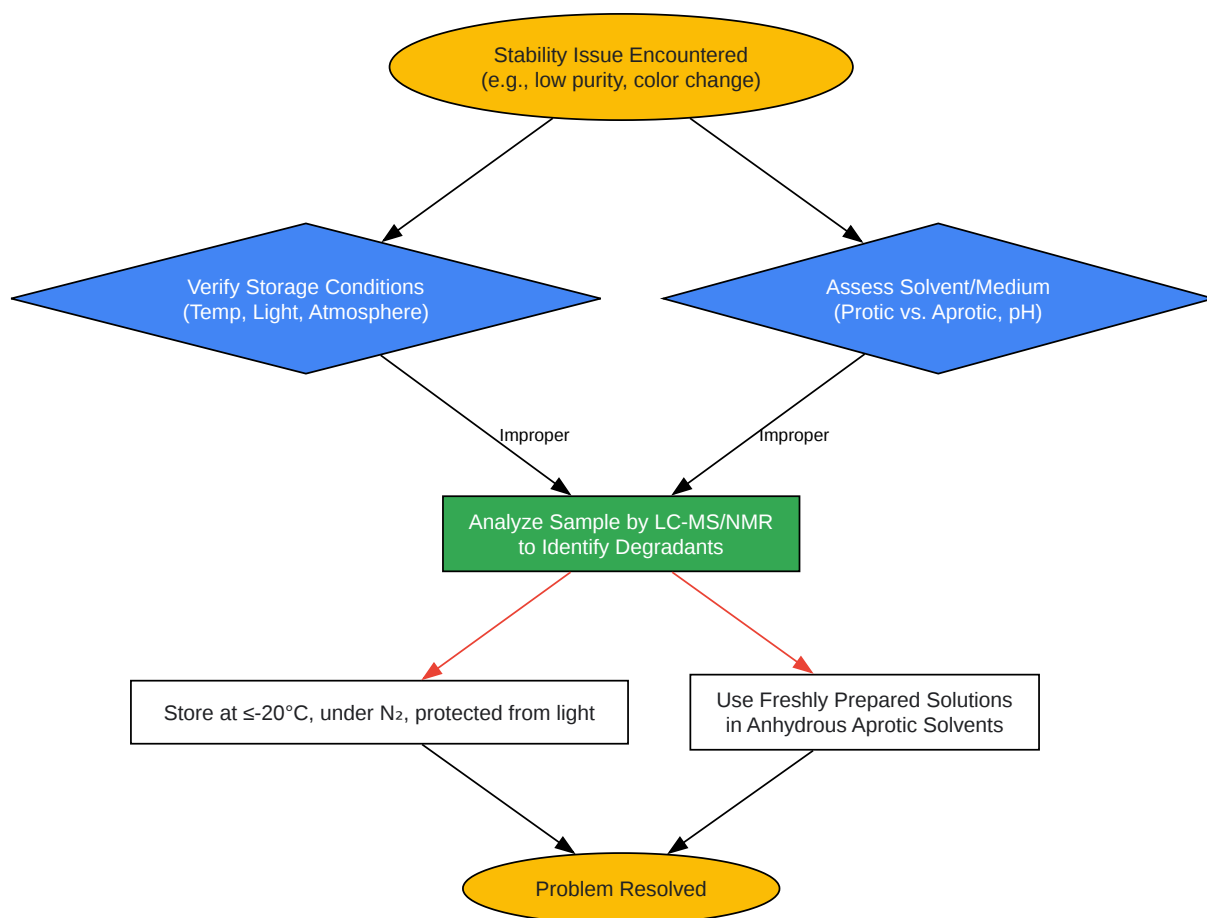 Stability Issue Encountered
(e.g., low purity, color change)
Verify Storage Conditions
(Temp, Light, Atmosphere)
Assess Solvent/Medium
(Protic vs. Aprotic, pH)
Improper
Improper
Analyze Sample by LC-MS/NMR
to Identify Degradants
Store at ≤-20°C, under N₂, protected from light
Use Freshly Prepared Solutions
in Anhydrous Aprotic Solvents
Problem Resolved